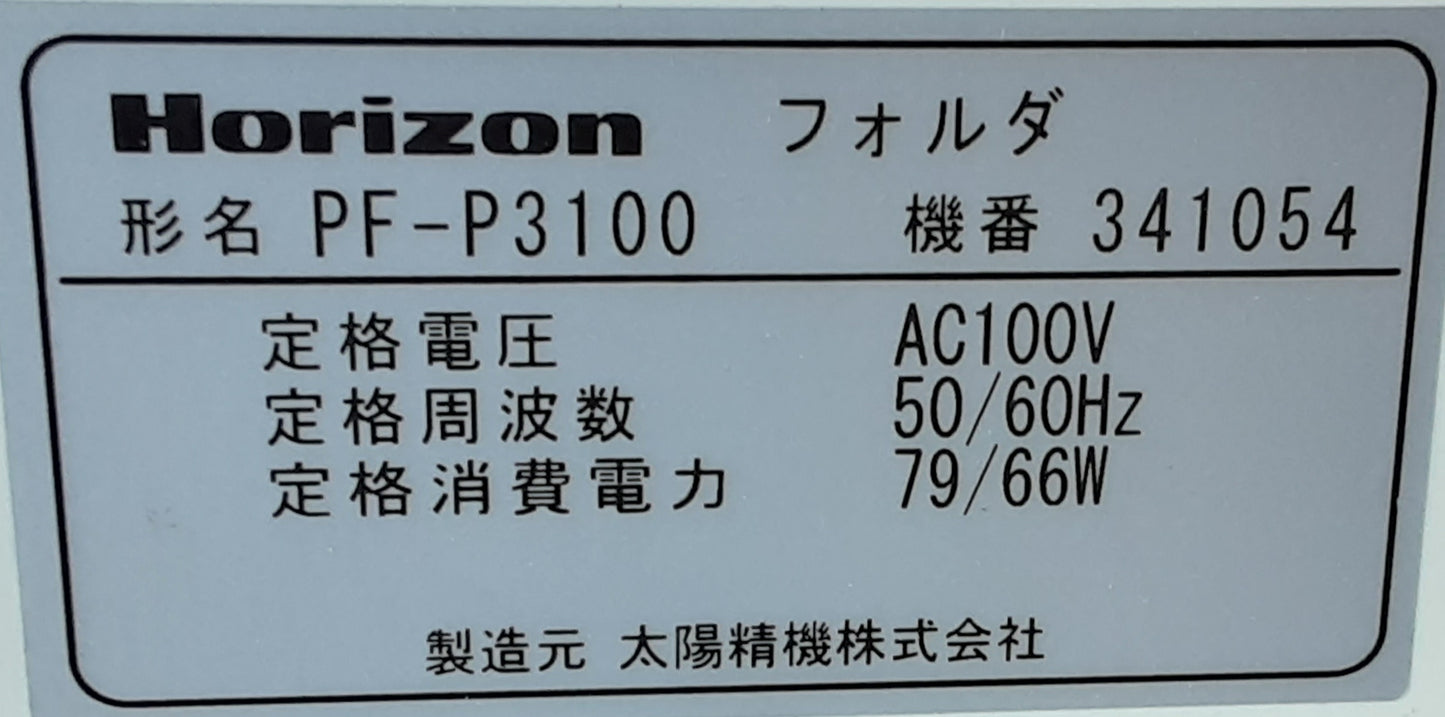 Horizon フォルダ
形名 PF-P3100 機番 341054
定格電圧 AC100V
定格周波数 50/60Hz
定格消費電力 79/66W
製造元 太陽精機株式会社